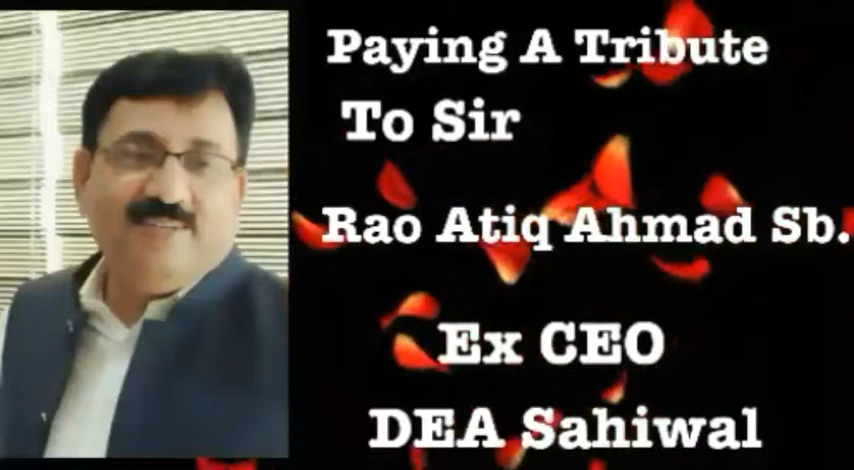 Paying A Tribute
To Sir
Rao Atiq Ahmad Sb.
Ex CEO
DEA Sahiwal